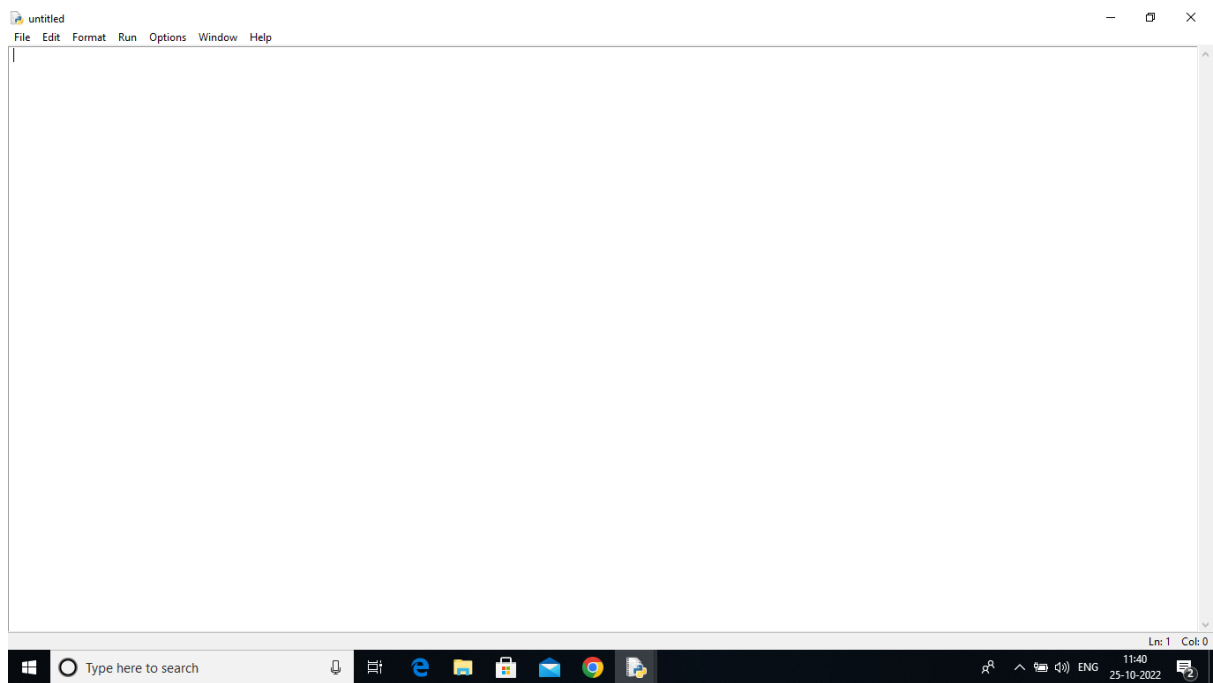 untitled
File Edit Format Run Options Window Help
Ln: 1 Col: 0
Type here to search
ENG
11:40
25-10-2022
2